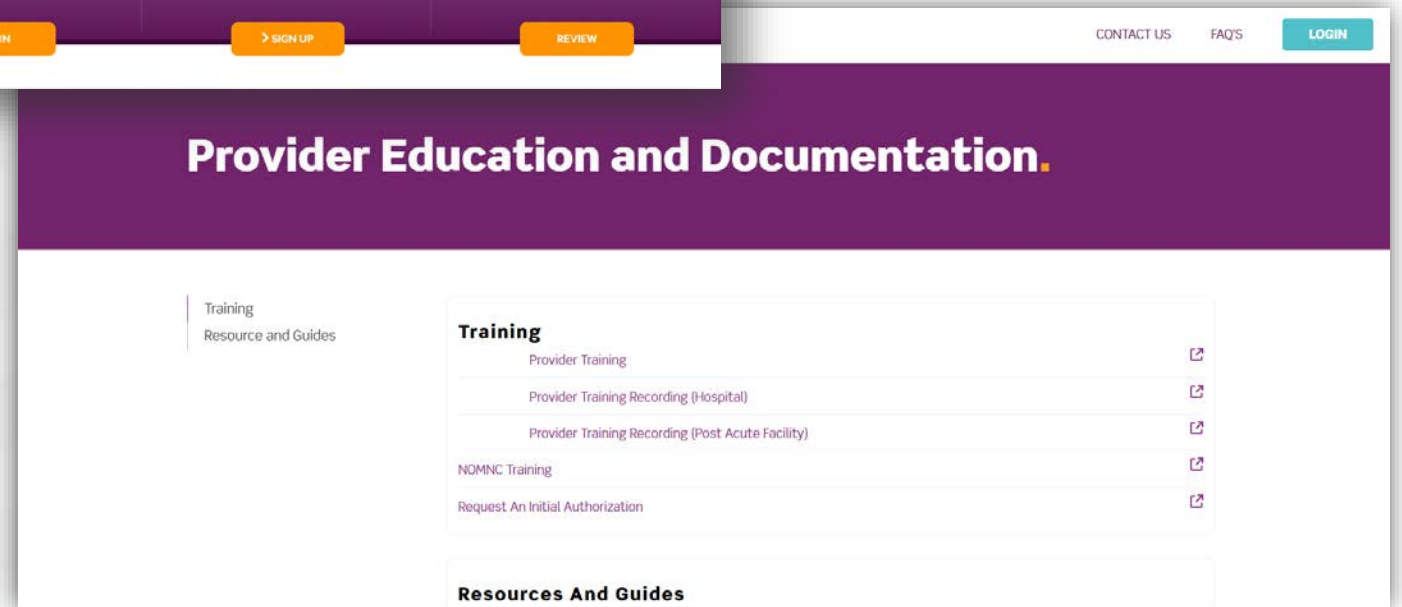 > SIGN UP
REVIEW
CONTACT US
FAQ'S
LOGIN
Provider Education and Documentation.
Training
Resource and Guides
Training
Provider Training
Provider Training Recording (Hospital)
Provider Training Recording (Post Acute Facility)
NOMNC Training
Request An Initial Authorization
Resources And Guides